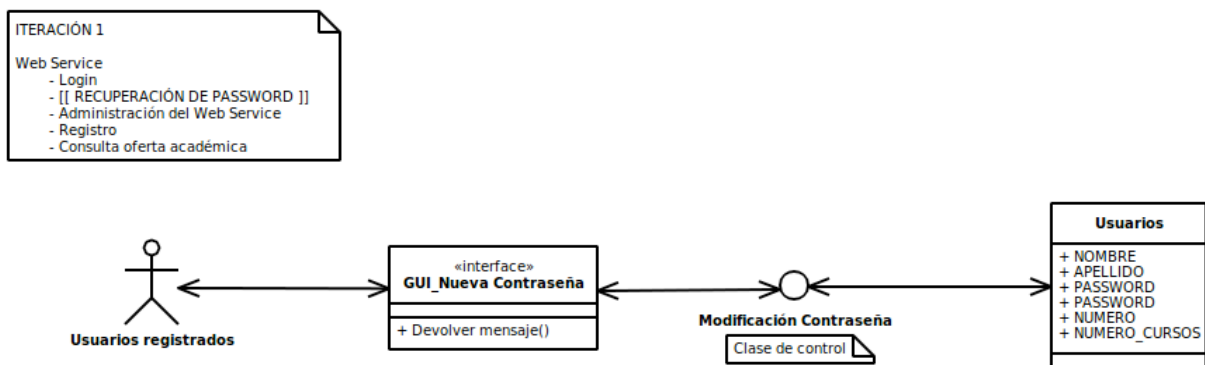 ITERACIÓN 1
Web Service
- Login
- [[ RECUPERACIÓN DE PASSWORD ]]
- Administración del Web Service
- Registro
- Consulta oferta académica
Usuarios registrados
«interface»
GUI_Nueva Contraseña
+ Devolver mensaje()
Modificación Contraseña
Clase de control
Usuarios
+ NOMBRE
+ APELLIDO
+ PASSWORD
+ PASSWORD
+ NUMERO
+ NUMERO_CURSOS